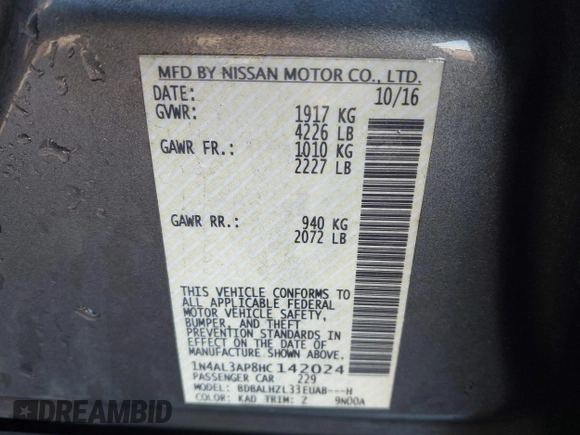 MFD BY NISSAN MOTOR CO., LTD.
DATE: 10/16
GVWR: 1917 KG
4226 LB
GAWR FR.: 1010 KG
2227 LB
GAWR RR.: 940 KG
2072 LB
THIS VEHICLE CONFORMS TO
ALL APPLICABLE FEDERAL
MOTOR VEHICLE SAFETY,
BUMPER, AND THEFT
PREVENTION STANDARDS IN
EFFECT ON THE DATE OF
MANUFACTURE SHOWN ABOVE.
1N4AL3AP8HC142024
PASSENGER CAR 229
MODEL: BDBALHZL33EUAB---H
COLOR: KAD TRIM: Z 9N00A
DREAMBID